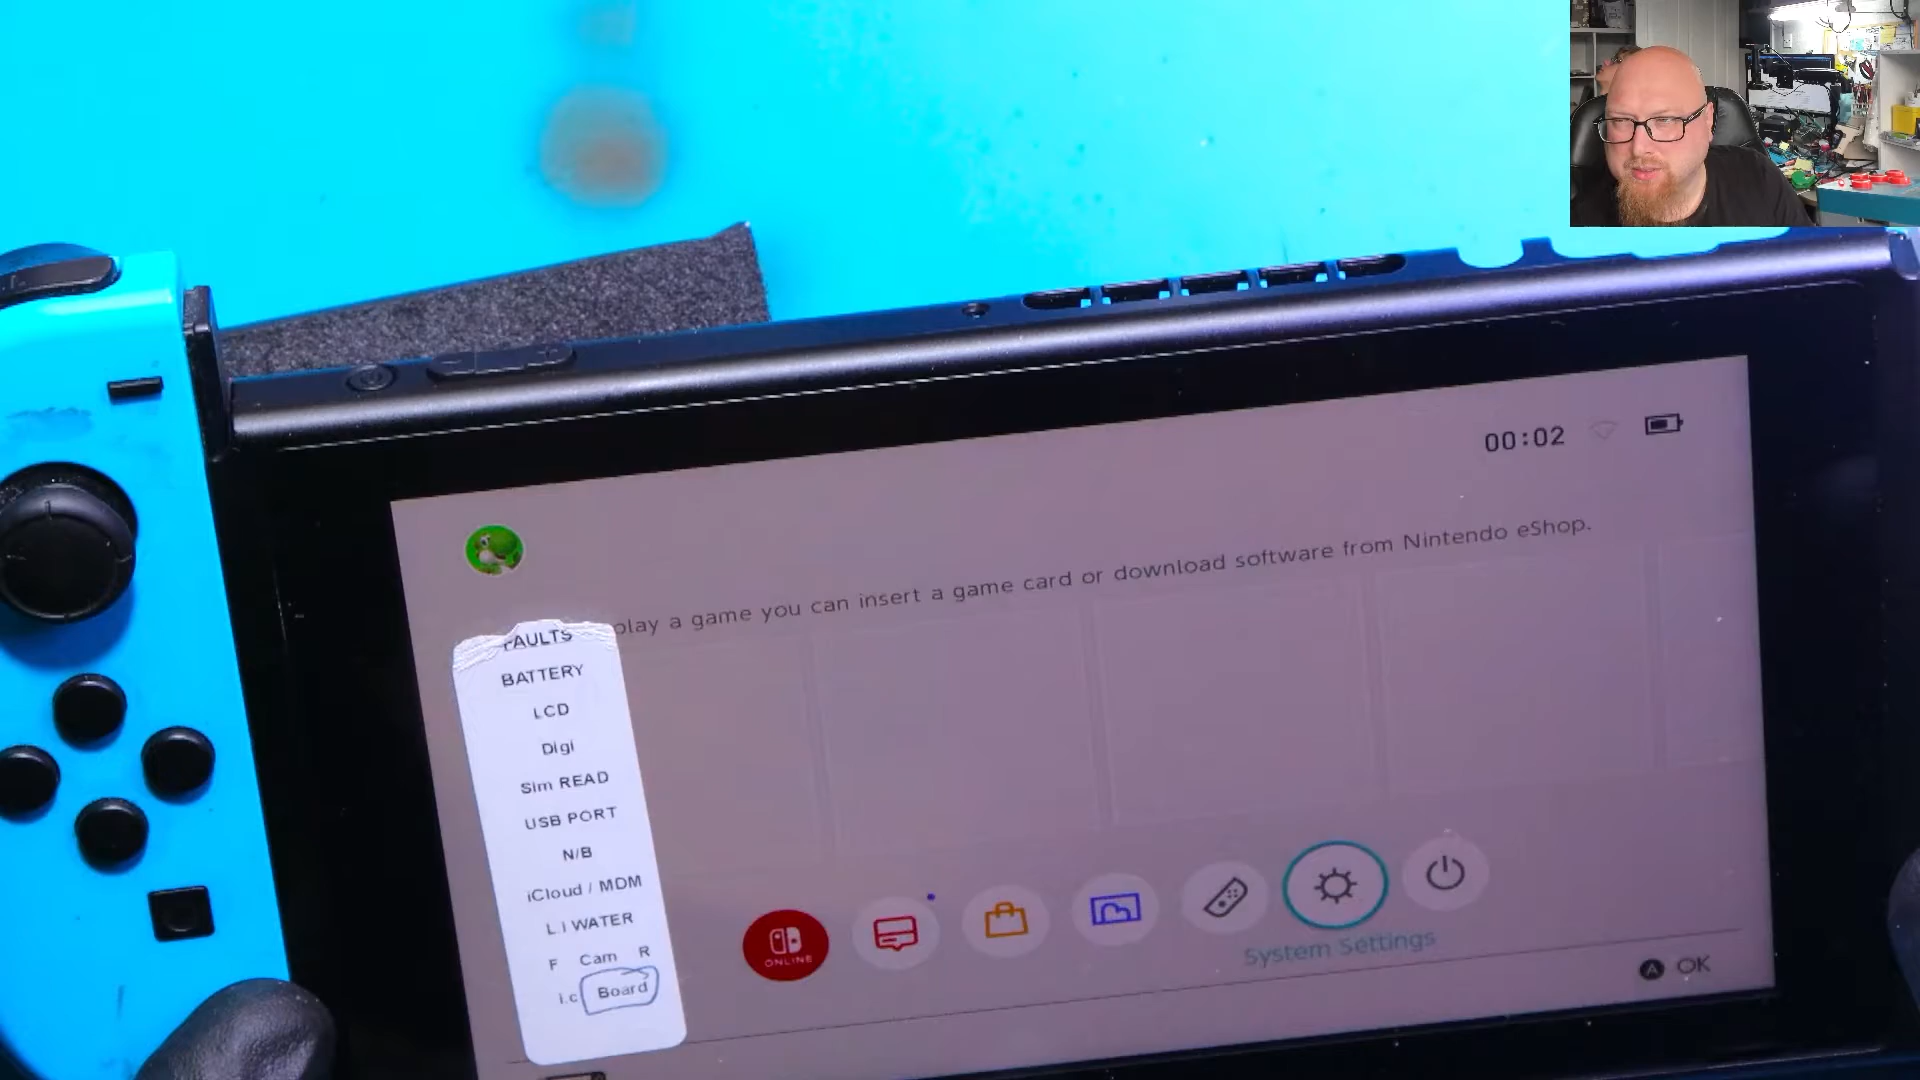 00:02
play a game you can insert a game card or download software from Nintendo eShop.
FAULTS
BATTERY
LCD
Digi
Sim READ
USB PORT
N/B
iCloud / MDM
L.I WATER
F Cam R
I.c Board
ONLINE
System Settings
A OK